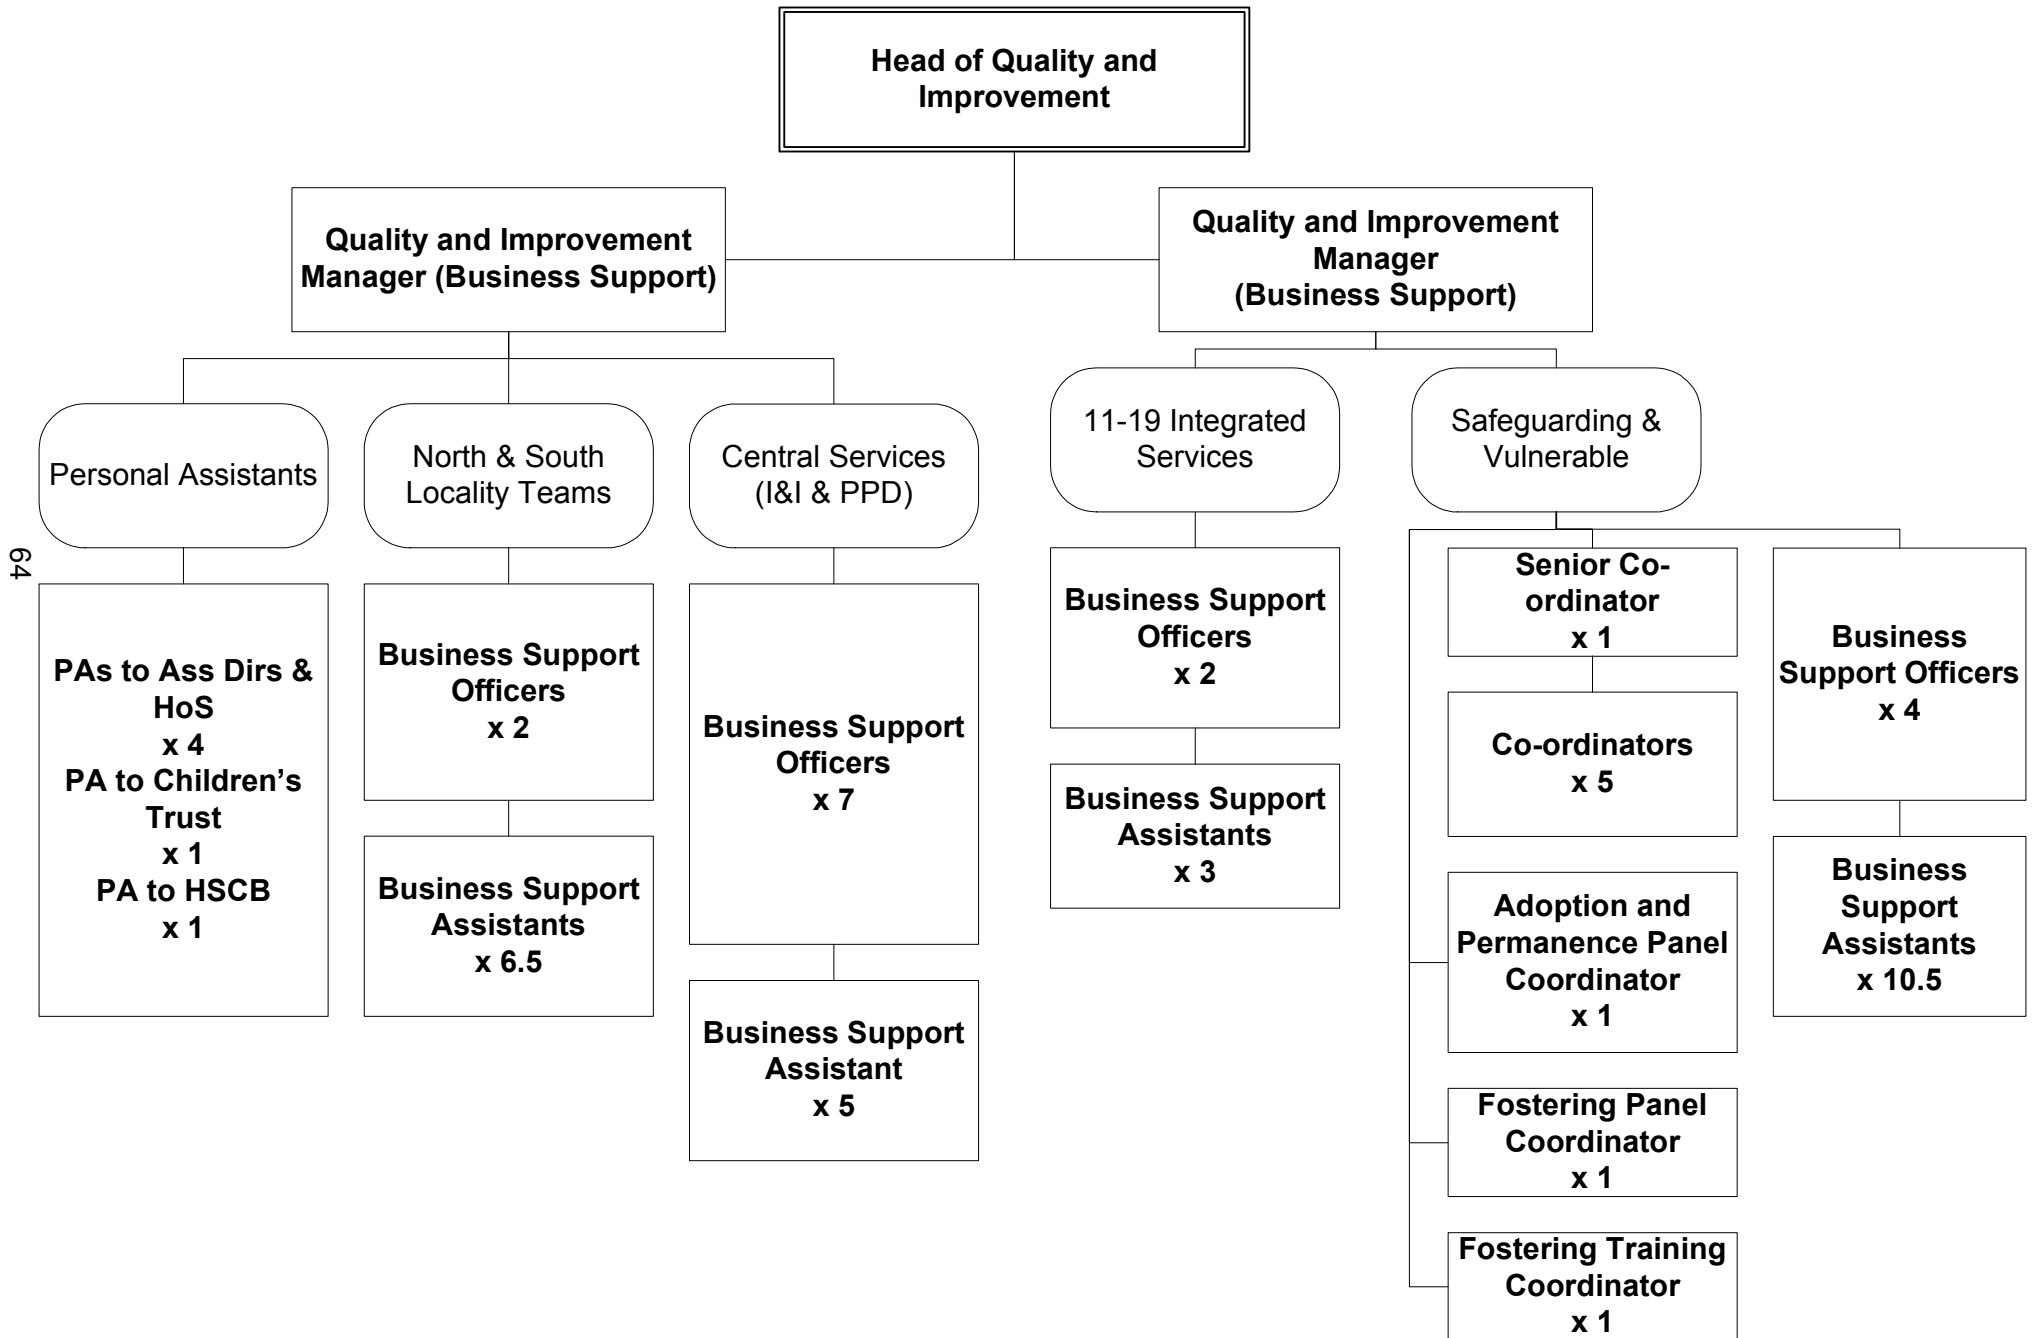 Head of Quality and
Improvement
Quality and Improvement
Manager (Business Support)
Quality and Improvement
Manager
(Business Support)
Personal Assistants
North & South
Locality Teams
Central Services
(I&I & PPD)
11-19 Integrated
Services
Safeguarding &
Vulnerable
PAs to Ass Dirs &
HoS
x 4
PA to Children’s
Trust
x 1
PA to HSCB
x 1
Business Support
Officers
x 2
Business Support
Assistants
x 6.5
Business Support
Officers
x 7
Business Support
Assistant
x 5
Business Support
Officers
x 2
Business Support
Assistants
x 3
Senior Co-
ordinator
x 1
Co-ordinators
x 5
Adoption and
Permanence Panel
Coordinator
x 1
Fostering Panel
Coordinator
x 1
Fostering Training
Coordinator
x 1
Business
Support Officers
x 4
Business
Support
Assistants
x 10.5
64